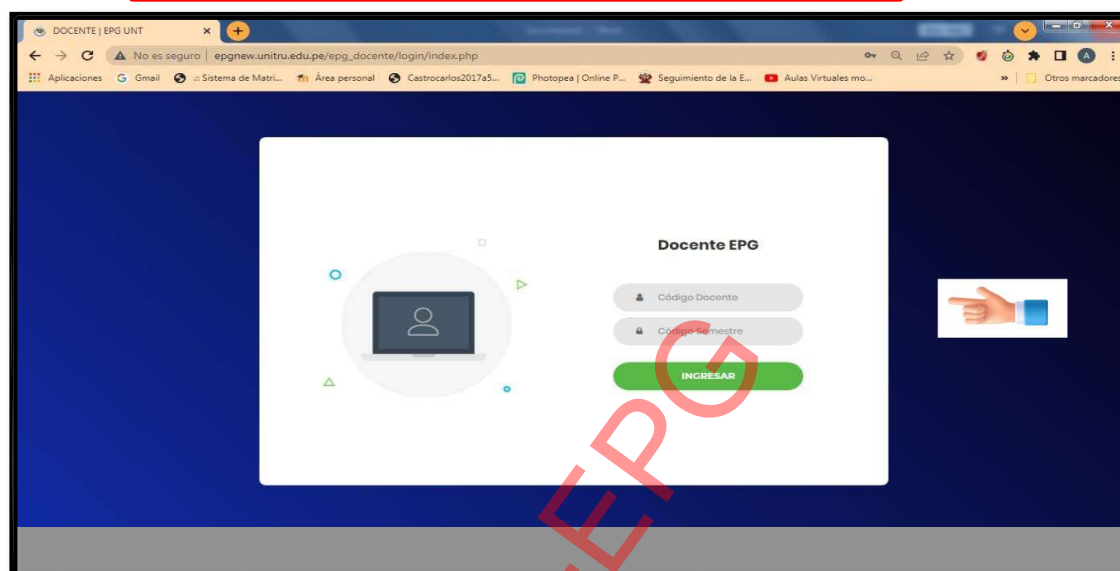 DOCENTE | EPG UNT
No es seguro | epgnew.unitru.edu.pe/epg_docente/login/index.php
Aplicaciones Gmail .:: Sistema de Matri... Área personal Castrocarlos2017a5... Photopea | Online P... Seguimiento de la E... Aulas Virtuales mo... » Otros marcadores
Docente EPG
Código Docente
Código Semestre
INGRESAR
EPG